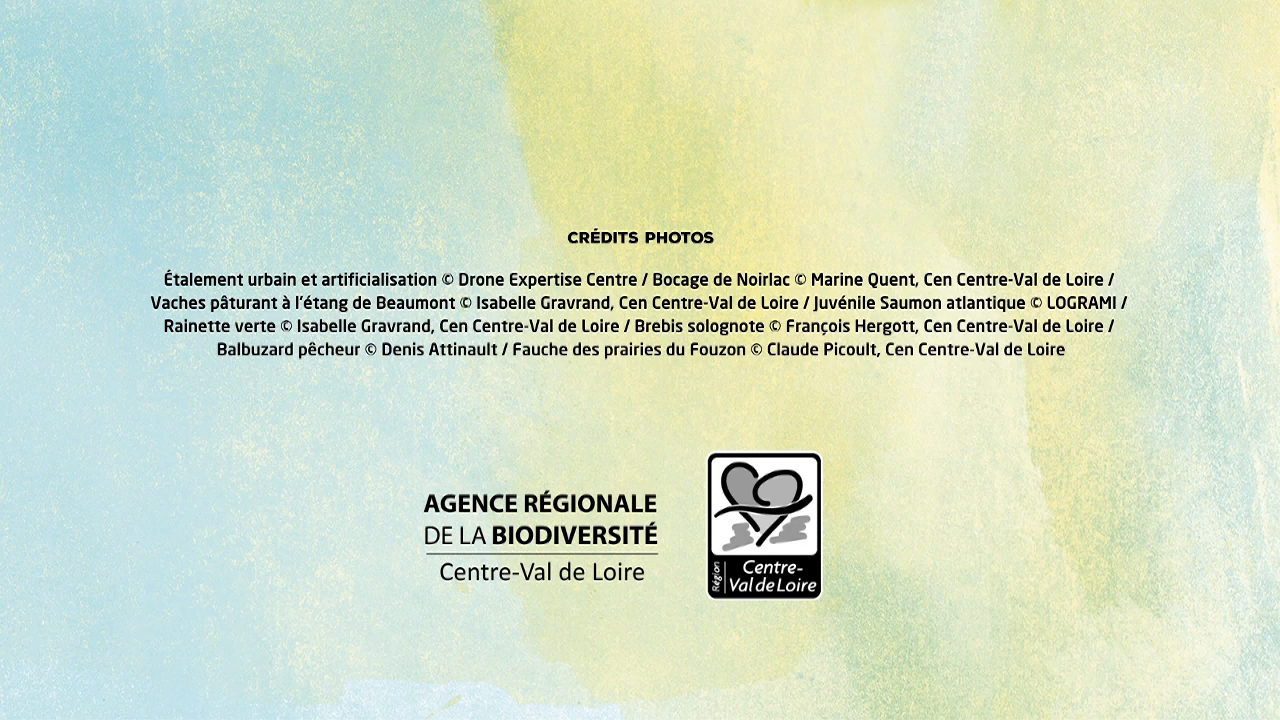 CRÉDITS PHOTOS
Étalement urbain et artificialisation © Drone Expertise Centre / Bocage de Noirlac © Marine Quent, Cen Centre-Val de Loire /
Vaches pâturant à l'étang de Beaumont © Isabelle Gravrand, Cen Centre-Val de Loire / Juvénile Saumon atlantique © LOGRAMI /
Rainette verte © Isabelle Gravrand, Cen Centre-Val de Loire / Brebis solognote © François Hergott, Cen Centre-Val de Loire /
Balbuzard pêcheur © Denis Attinault / Fauche des prairies du Fouzon © Claude Picoult, Cen Centre-Val de Loire
AGENCE RÉGIONALE
DE LA BIODIVERSITÉ
Centre-Val de Loire
Région
Centre-
Val de Loire